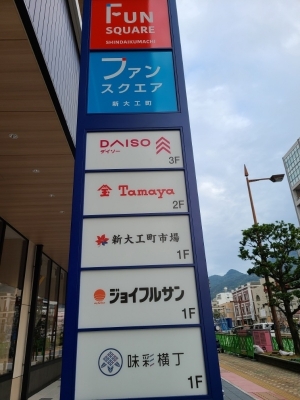 FUN
SQUARE
SHINDAIKUMACHI
ファン
スクエア
新大工町
DAISO
ダイソー
3F
玉 Tamaya
2F
新大工町市場
1F
ジョイフルサン
1F
味彩横丁
1F